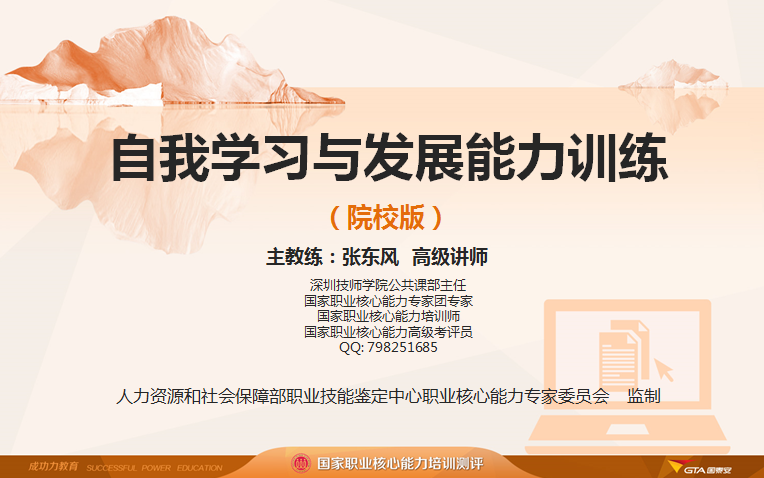 自我学习与发展能力训练
（院校版）
主教练：张东风 高级讲师
深圳技师学院公共课部主任
国家职业核心能力专家团专家
国家职业核心能力培训师
国家职业核心能力高级考评员
QQ: 798251685
人力资源和社会保障部职业技能鉴定中心职业核心能力专家委员会 监制
成功力教育 SUCCESSFUL POWER EDUCATION
国家职业核心能力培训测评
GTA 国泰安